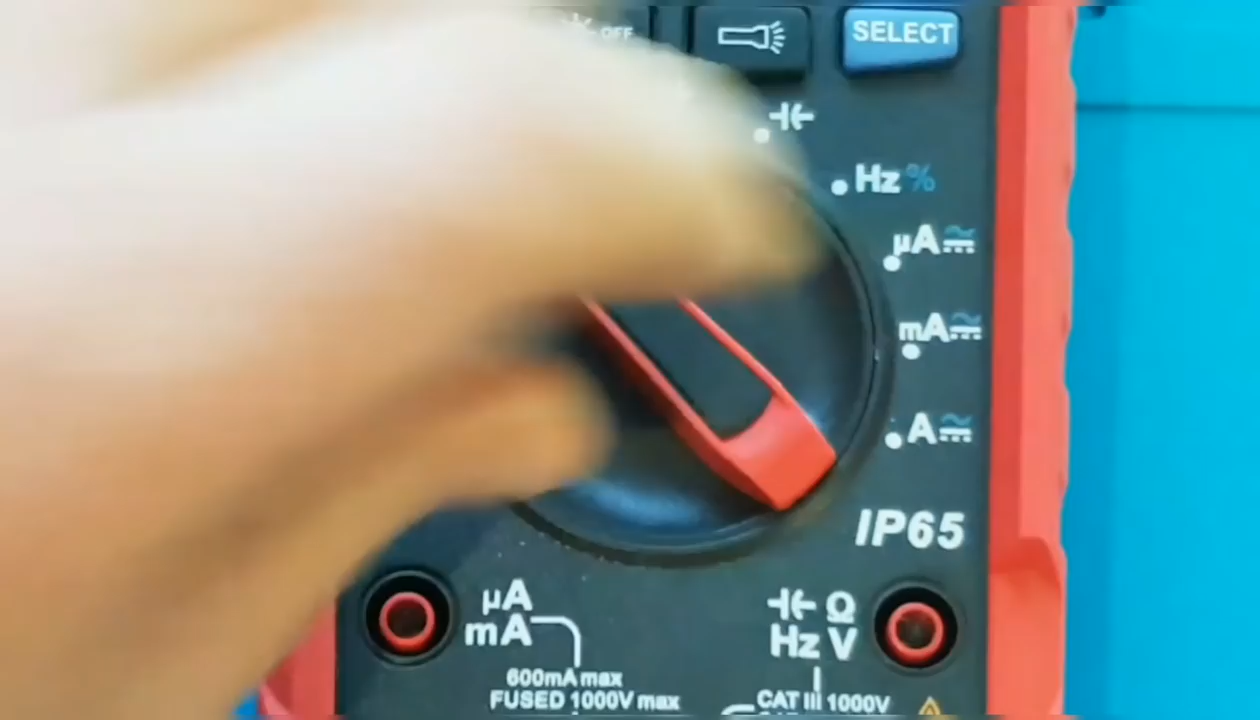 OFF
SELECT
Hz %
µA
mA
A
IP65
µA
mA
600mA max
FUSED 1000V max
Ω
Hz V
CAT III 1000V